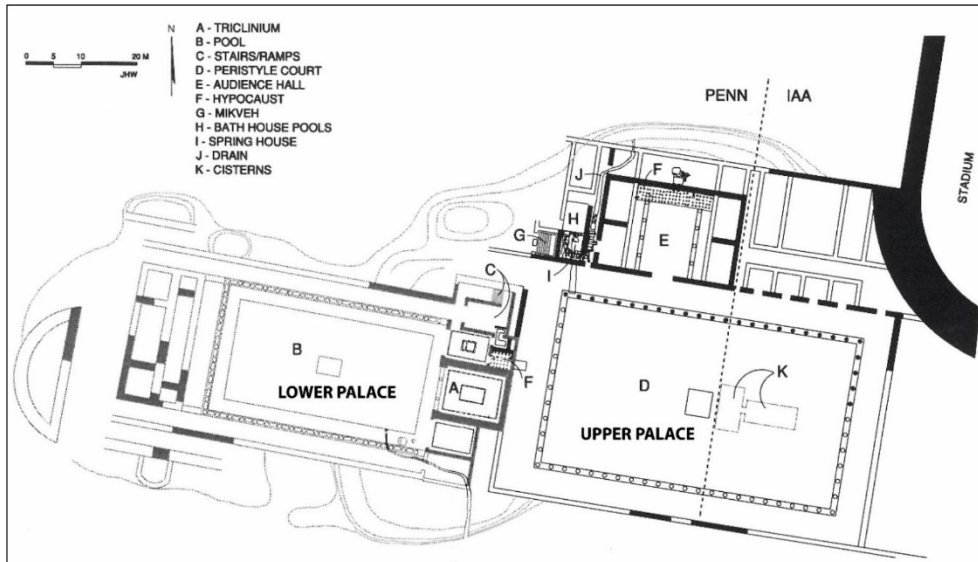 N
0 5 10 20 M
JHW
A - TRICLINIUM
B - POOL
C - STAIRS/RAMPS
D - PERISTYLE COURT
E - AUDIENCE HALL
F - HYPOCAUST
G - MIKVEH
H - BATH HOUSE POOLS
I - SPRING HOUSE
J - DRAIN
K - CISTERNS
PENN IAA
STADIUM
J
F
H
G
E
I
C
B
LOWER PALACE
F
A
D
K
UPPER PALACE